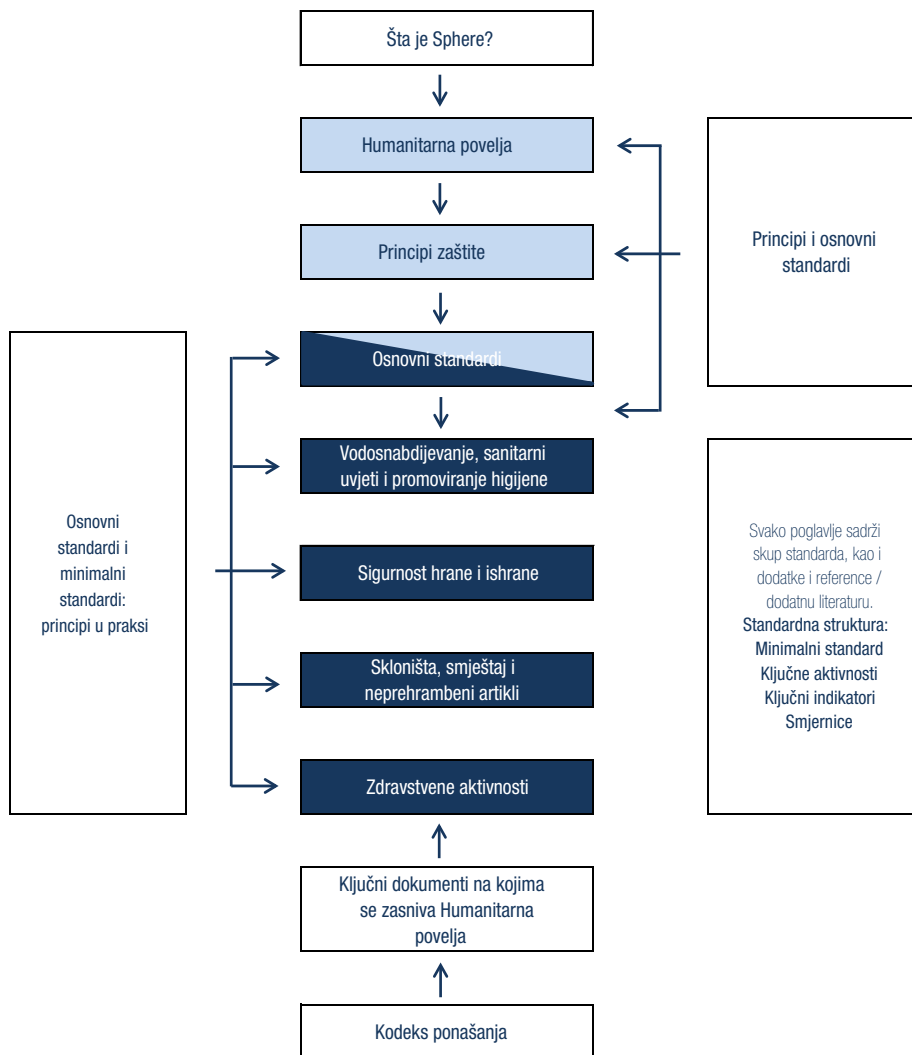 Šta je Sphere?
Humanitarna povelja
Principi zaštite
Principi i osnovni
standardi
Osnovni standardi
Vodosnabdijevanje, sanitarni
uvjeti i promoviranje higijene
Osnovni
standardi i
minimalni
standardi:
principi u praksi
Sigurnost hrane i ishrane
Skloništa, smještaj i
neprehrambeni artikli
Zdravstvene aktivnosti
Svako poglavlje sadrži
skup standarda, kao i
dodatke i reference /
dodatnu literaturu.
Standardna struktura:
Minimalni standard
Ključne aktivnosti
Ključni indikatori
Smjernice
Ključni dokumenti na kojima
se zasniva Humanitarna
povelja
Kodeks ponašanja